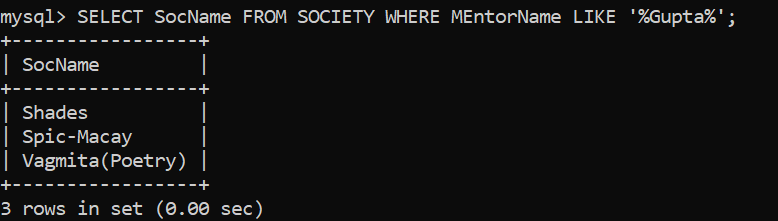 mysql> SELECT SocName FROM SOCIETY WHERE MEntorName LIKE '%Gupta%';
+-----------------+
| SocName         |
+-----------------+
| Shades          |
| Spic-Macay      |
| Vagmita(Poetry) |
+-----------------+
3 rows in set (0.00 sec)